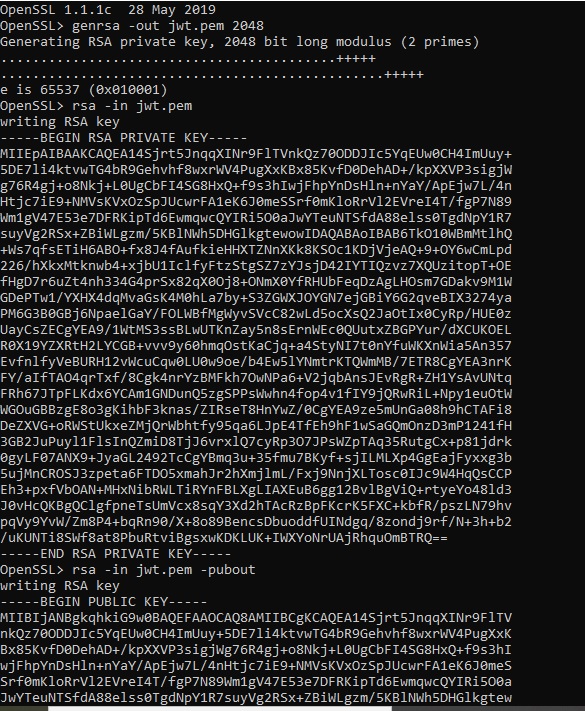 OpenSSL 1.1.1c  28 May 2019
OpenSSL> genrsa -out jwt.pem 2048
Generating RSA private key, 2048 bit long modulus (2 primes)
..........................................+++++
................................................+++++
e is 65537 (0x010001)
OpenSSL> rsa -in jwt.pem
writing RSA key
-----BEGIN RSA PRIVATE KEY-----
MIIEpAIBAAKCAQEA14Sjrt5JnqqXINr9FlTVnkQz70ODDJIc5YqEUw0CH4ImUuy+
5DE7li4ktvwTG4bR9Gehvhf8wxrWV4PugXxKBx85KvfD0DehAD+/kpXXVP3sigjW
g76R4gj+o8Nkj+L0UgCbFI4SG8HxQ+f9s3hIwjFhpYnDsHln+nYaY/ApEjw7L/4n
Htjc7iE9+NMVsKVxOzSpJUcwrFA1eK6J0meSSrf0mKloRrVl2EVreI4T/fgP7N89
Wm1gV47E53e7DFRKipTd6EwmqwcQYIRi5O0aJwYTeuNTSfdA88elss0TgdNpY1R7
suyVg2RSx+ZBiWLgzm/5KBlNWh5DHGlkgtewowIDAQABAoIBAB6TkO10WBmMtlhQ
+Ws7qfsETiH6ABO+fx8J4fAufkieHHXTZNnXKk8KSOc1KDjVjeAQ+9+OY6wCmLpd
226/hXkxMtknwb4+xjbU1IclfyFtzStgSZ7zYJsjD42IYTIQzvz7XQUzitopT+OE
fHgD7r6uZt4nh334G4prSx82qX0Oj8+ONmX0YfRHUbFeqDzAgLHOsm7GDakv9M1W
GDePTw1/YXHX4dqMvaGsK4M0hLa7by+S3ZGWXJOYGN7ejGBiY6G2qveBIX3274ya
PM6G3B0GBj6NpaelGaY/FOLWBfMgWyvSVcC82wLd5ocXsQ2JaOtIx0CyRp/HUE0z
UayCsZECgYEA9/1WtMS3ssBLwUTKnZay5n8sErnWEc0QUutxZBGPYur/dXCUKOEL
R0X19YZXRtH2LYCGB+vvv9y60hmqOstKaCjq+a4StyNI7t0nYfuWKXnWia5An357
EvfnlfyVeBURH12vWcuCqw0LU0w9oe/b4Ew5lYNmtrKTQWmMB/7ETR8CgYEA3nrK
FY/aIfTAO4qrTxf/8Cgk4nrYzBMFkh7OwNPa6+V2jqbAnsJEvRgR+ZH1YsAvUNtq
FRh67JTpFLKdx6YCAm1GNDunQ5zgSPPsWwhn4fop4v1fIY9jQRwRiL+Npy1euOtW
WGOuGBBzgE8o3gKihbF3knas/ZIRseT8HnYwZ/0CgYEA9ze5mUnGa08h9hCTAFi8
DeZXVG+oRWStUkxeZMjQrWbhtfy95qa6LJpE4TfEh9hF1wSaGQmOnzD3mP1241fH
3GB2JuPuyl1FlsInQZmiD8TjJ6vrxlQ7cyRp3O7JPsWZpTAq35RutgCx+p81jdrk
0gyLF07ANX9+JyaGL2492TcCgYBmq3u+35fmu7BKyf+sjILMLXp4GgEajFyxxg3b
5ujMnCROSJ3zpeta6FTDO5xmahJr2hXmjlmL/Fxj9NnjXLTosc0IJc9W4HqQsCCP
Eh3+pxfVbOAN+MHxNibRWLTiRYnFBLXgLIAXEuB6gg12BvlBgViQ+rtyeYo48ld3
J0vHcQKBgQClgfpneTsUmVcx8sqY3Xd2hTAcRzBpFKcrK5FXC+kbfR/pszLN79hv
pqVy9YvW/Zm8P4+bqRn90/X+8o89BencsDbuoddfUINdgq/8zondj9rf/N+3h+b2
/uKUNTi8SWf8at8PbuRtviBgsxwKDKLUK+IWXYoNrUAjRhquOmBTRQ==
-----END RSA PRIVATE KEY-----
OpenSSL> rsa -in jwt.pem -pubout
writing RSA key
-----BEGIN PUBLIC KEY-----
MIIBIjANBgkqhkiG9w0BAQEFAAOCAQ8AMIIBCgKCAQEA14Sjrt5JnqqXINr9FlTV
nkQz70ODDJIc5YqEUw0CH4ImUuy+5DE7li4ktvwTG4bR9Gehvhf8wxrWV4PugXxK
Bx85KvfD0DehAD+/kpXXVP3sigjWg76R4gj+o8Nkj+L0UgCbFI4SG8HxQ+f9s3hI
wjFhpYnDsHln+nYaY/ApEjw7L/4nHtjc7iE9+NMVsKVxOzSpJUcwrFA1eK6J0meS
Srf0mKloRrVl2EVreI4T/fgP7N89Wm1gV47E53e7DFRKipTd6EwmqwcQYIRi5O0a
JwYTeuNTSfdA88elss0TgdNpY1R7suyVg2RSx+ZBiWLgzm/5KBlNWh5DHGlkgtew